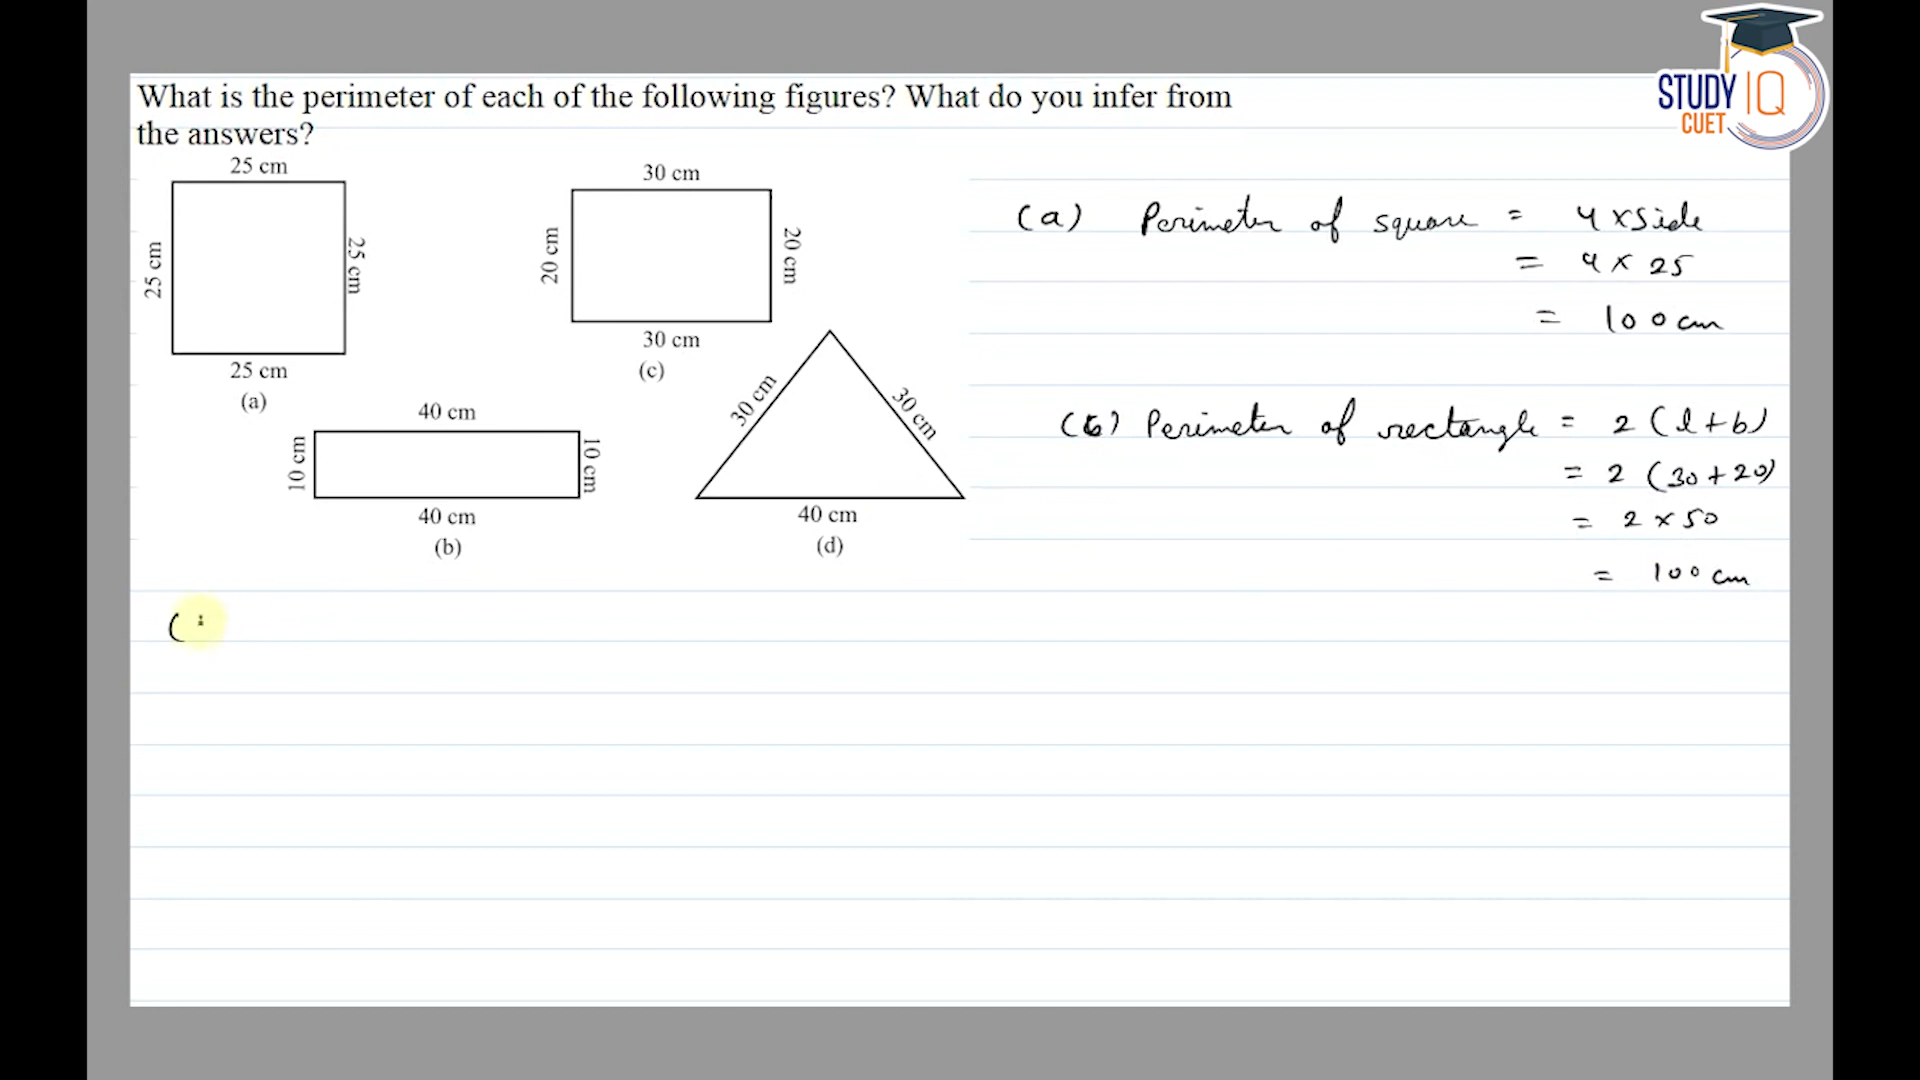 What is the perimeter of each of the following figures? What do you infer from
the answers?
25 cm
25 cm
25 cm
25 cm
(a)
30 cm
20 cm
20 cm
30 cm
(c)
40 cm
10 cm
10 cm
40 cm
(b)
30 cm
30 cm
40 cm
(d)
(a) Perimeter of square = 4 × side
= 4 × 25
= 100 cm
(b) Perimeter of rectangle = 2 (l+b)
= 2 (30+20)
= 2 × 50
= 100 cm
(
STUDY IQ
CUET